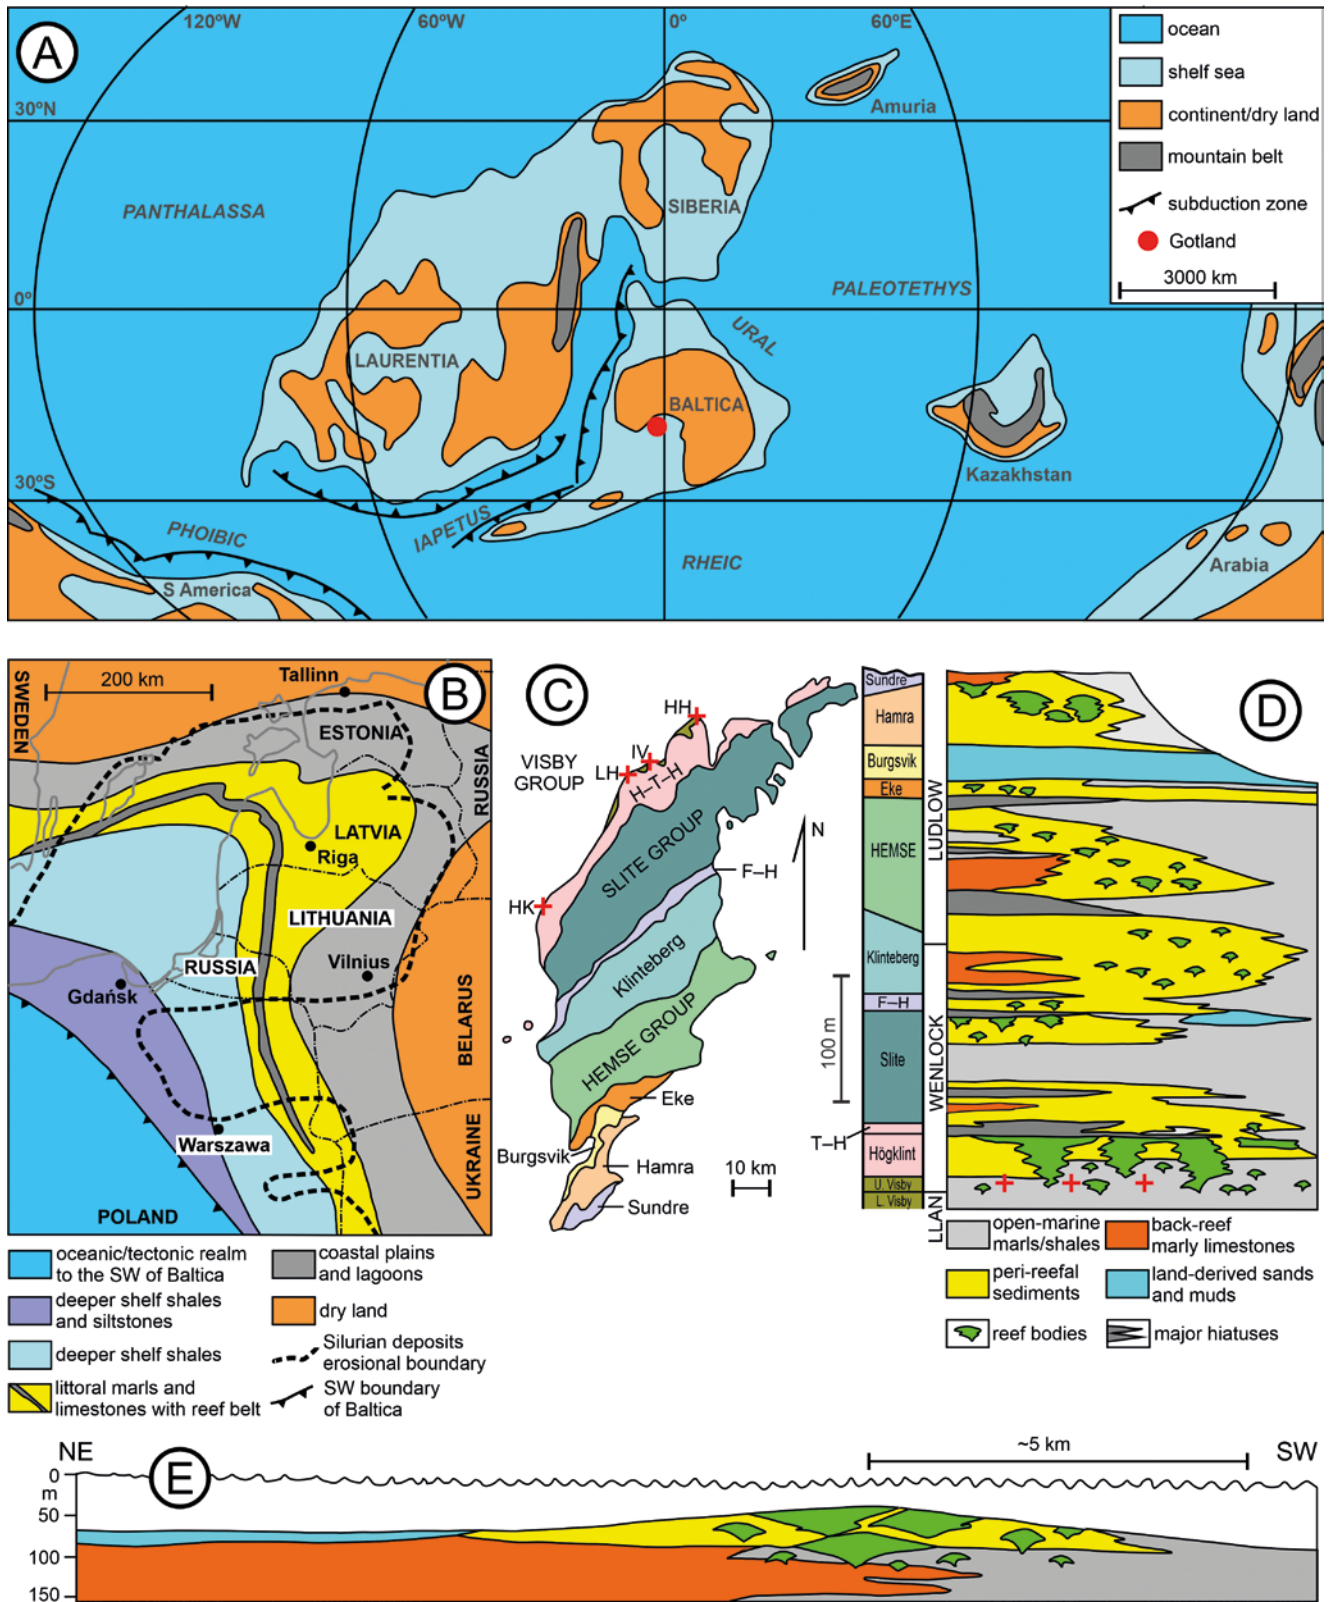 A
120ºW
60ºW
0º
60ºE
30ºN
0º
30ºS
PANTHALASSA
SIBERIA
Amuria
LAURENTIA
PALEOTETHYS
URAL
BALTICA
Kazakhstan
IAPETUS
PHOIBIC
S America
RHEIC
Arabia
ocean
shelf sea
continent/dry land
mountain belt
subduction zone
Gotland
3000 km
B
SWEDEN
200 km
Tallinn
ESTONIA
RUSSIA
LATVIA
Riga
LITHUANIA
RUSSIA
Vilnius
Gdańsk
BELARUS
Warszawa
UKRAINE
POLAND
oceanic/tectonic realm
to the SW of Baltica
deeper shelf shales
and siltstones
deeper shelf shales
littoral marls and
limestones with reef belt
coastal plains
and lagoons
dry land
Silurian deposits
erosional boundary
SW boundary
of Baltica
C
HH
VISBY
GROUP
IV
LH
H–T–H
SLITE GROUP
N
F–H
HK
Klinteberg
HEMSE GROUP
Eke
Burgsvik
Hamra
Sundre
10 km
D
Sundre
Hamra
Burgsvik
Eke
HEMSE
Klinteberg
F–H
Slite
T–H
Högklint
U. Visby
L. Visby
LUDLOW
WENLOCK
LLAN
100 m
open-marine
marls/shales
peri-reefal
sediments
reef bodies
back-reef
marly limestones
land-derived sands
and muds
major hiatuses
E
NE
~5 km
SW
0
m
50
100
150